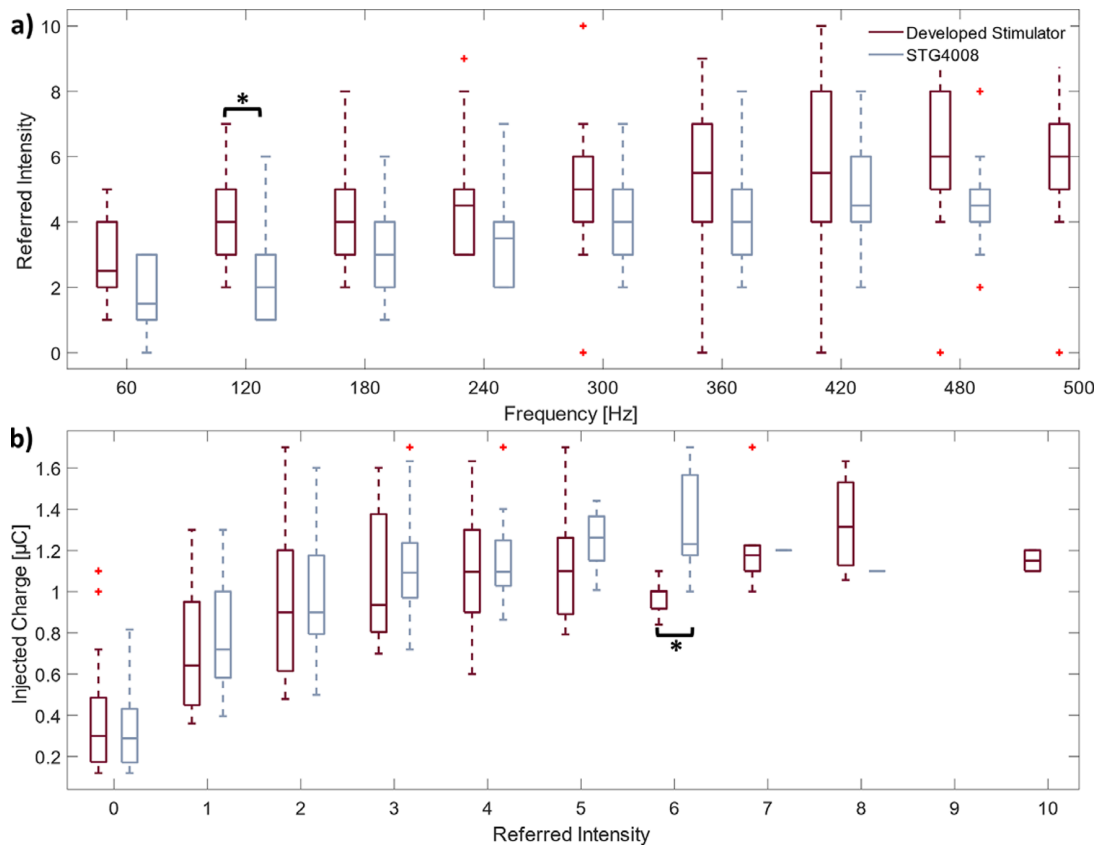 a)
10
8
6
4
2
0
Referred Intensity
*
Developed Stimulator
STG4008
60 120 180 240 300 360 420 480 500
Frequency [Hz]
b)
1.6
1.4
1.2
1
0.8
0.6
0.4
0.2
Injected Charge [µC]
*
0 1 2 3 4 5 6 7 8 9 10
Referred Intensity